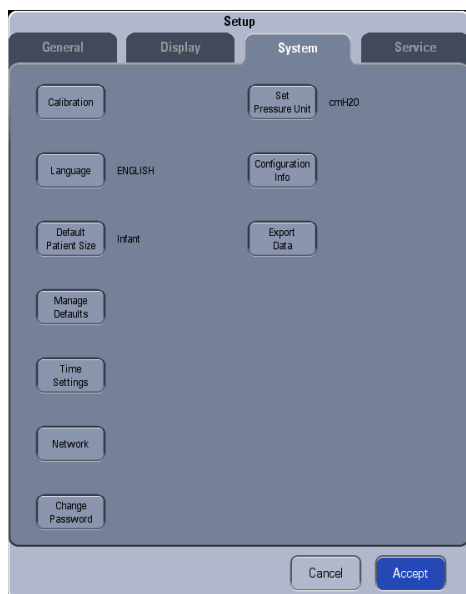 Setup
General
Display
System
Service
Calibration
Set
Pressure Unit
cmH2O
Language
ENGLISH
Configuration
Info
Default
Patient Size
Infant
Export
Data
Manage
Defaults
Time
Settings
Network
Change
Password
Cancel
Accept